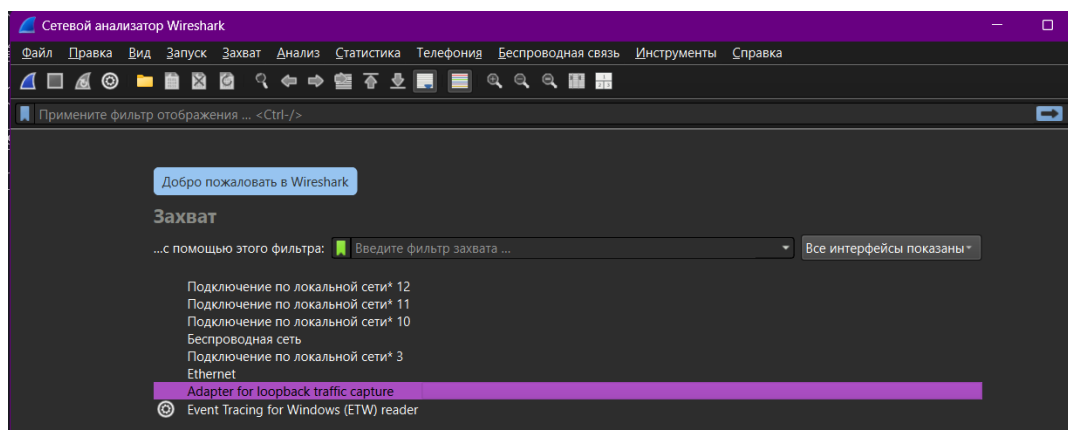 Сетевой анализатор Wireshark
Файл Правка Вид Запуск Захват Анализ Статистика Телефония Беспроводная связь Инструменты Справка
Примените фильтр отображения ... <Ctrl-/>
Добро пожаловать в Wireshark
Захват
...с помощью этого фильтра: Введите фильтр захвата ... Все интерфейсы показаны
Подключение по локальной сети* 12
Подключение по локальной сети* 11
Подключение по локальной сети* 10
Беспроводная сеть
Подключение по локальной сети* 3
Ethernet
Adapter for loopback traffic capture
Event Tracing for Windows (ETW) reader